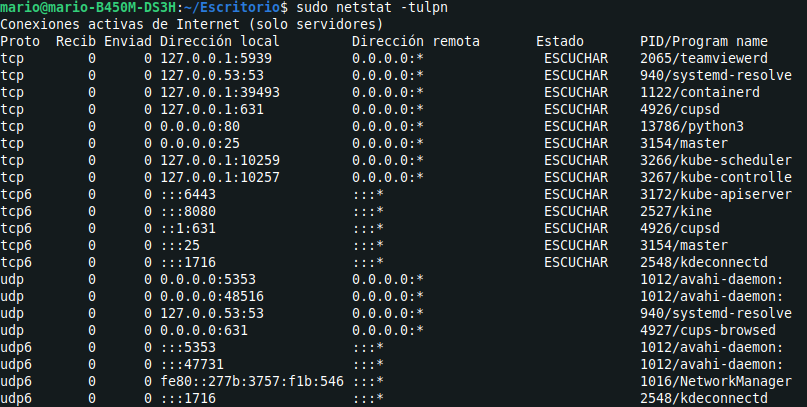 mario@mario-B450M-DS3H:~/Escritorio$ sudo netstat -tulpn
Conexiones activas de Internet (solo servidores)
Proto  Recib Enviad Dirección local         Dirección remota       Estado       PID/Program name
tcp        0      0 127.0.0.1:5939          0.0.0.0:*               ESCUCHAR    2065/teamviewerd
tcp        0      0 127.0.0.53:53           0.0.0.0:*               ESCUCHAR    940/systemd-resolve
tcp        0      0 127.0.0.1:39493         0.0.0.0:*               ESCUCHAR    1122/containerd
tcp        0      0 127.0.0.1:631           0.0.0.0:*               ESCUCHAR    4926/cupsd
tcp        0      0 0.0.0.0:80              0.0.0.0:*               ESCUCHAR    13786/python3
tcp        0      0 0.0.0.0:25              0.0.0.0:*               ESCUCHAR    3154/master
tcp        0      0 127.0.0.1:10259         0.0.0.0:*               ESCUCHAR    3266/kube-scheduler
tcp        0      0 127.0.0.1:10257         0.0.0.0:*               ESCUCHAR    3267/kube-controlle
tcp6       0      0 :::6443                 :::*                    ESCUCHAR    3172/kube-apiserver
tcp6       0      0 :::8080                 :::*                    ESCUCHAR    2527/kine
tcp6       0      0 ::1:631                 :::*                    ESCUCHAR    4926/cupsd
tcp6       0      0 :::25                   :::*                    ESCUCHAR    3154/master
tcp6       0      0 :::1716                 :::*                    ESCUCHAR    2548/kdeconnectd
udp        0      0 0.0.0.0:5353            0.0.0.0:*                           1012/avahi-daemon:
udp        0      0 0.0.0.0:48516           0.0.0.0:*                           1012/avahi-daemon:
udp        0      0 127.0.0.53:53           0.0.0.0:*                           940/systemd-resolve
udp        0      0 0.0.0.0:631             0.0.0.0:*                           4927/cups-browsed
udp6       0      0 :::5353                 :::*                                1012/avahi-daemon:
udp6       0      0 :::47731                :::*                                1012/avahi-daemon:
udp6       0      0 fe80::277b:3757:f1b:546 :::*                                1016/NetworkManager
udp6       0      0 :::1716                 :::*                                2548/kdeconnectd